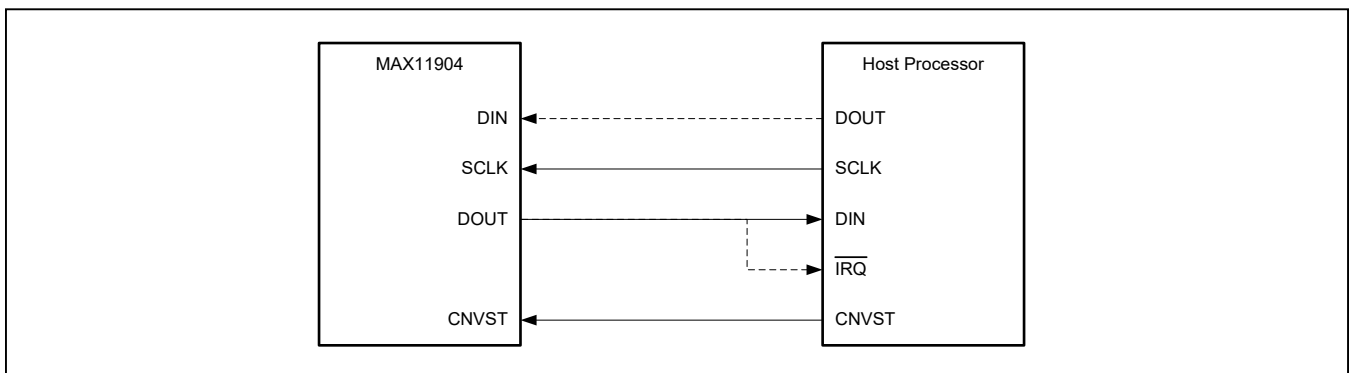 MAX11904
Host Processor
DIN
DOUT
SCLK
SCLK
DOUT
DIN
IRQ
CNVST
CNVST